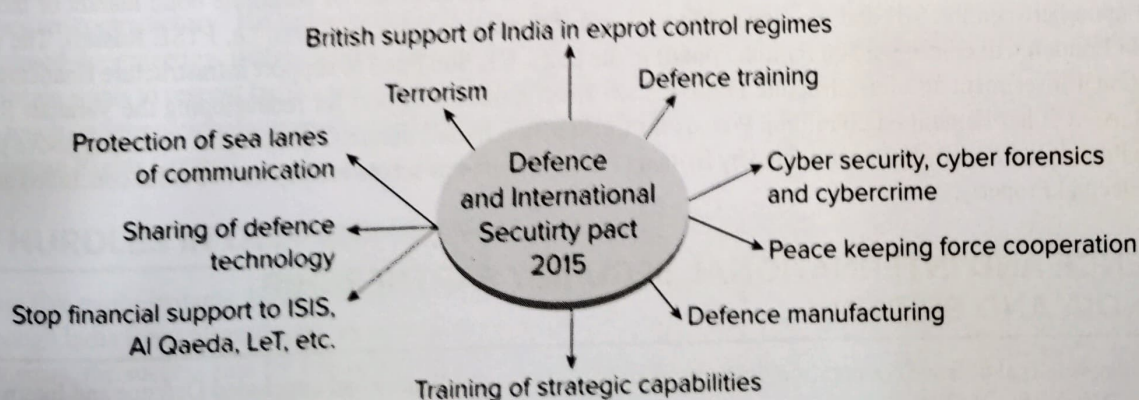 British support of India in exprot control regimes
Terrorism
Defence training
Protection of sea lanes
of communication
Defence
and International
Secutirty pact
2015
Cyber security, cyber forensics
and cybercrime
Sharing of defence
technology
Peace keeping force cooperation
Stop financial support to ISIS,
Al Qaeda, LeT, etc.
Defence manufacturing
Training of strategic capabilities